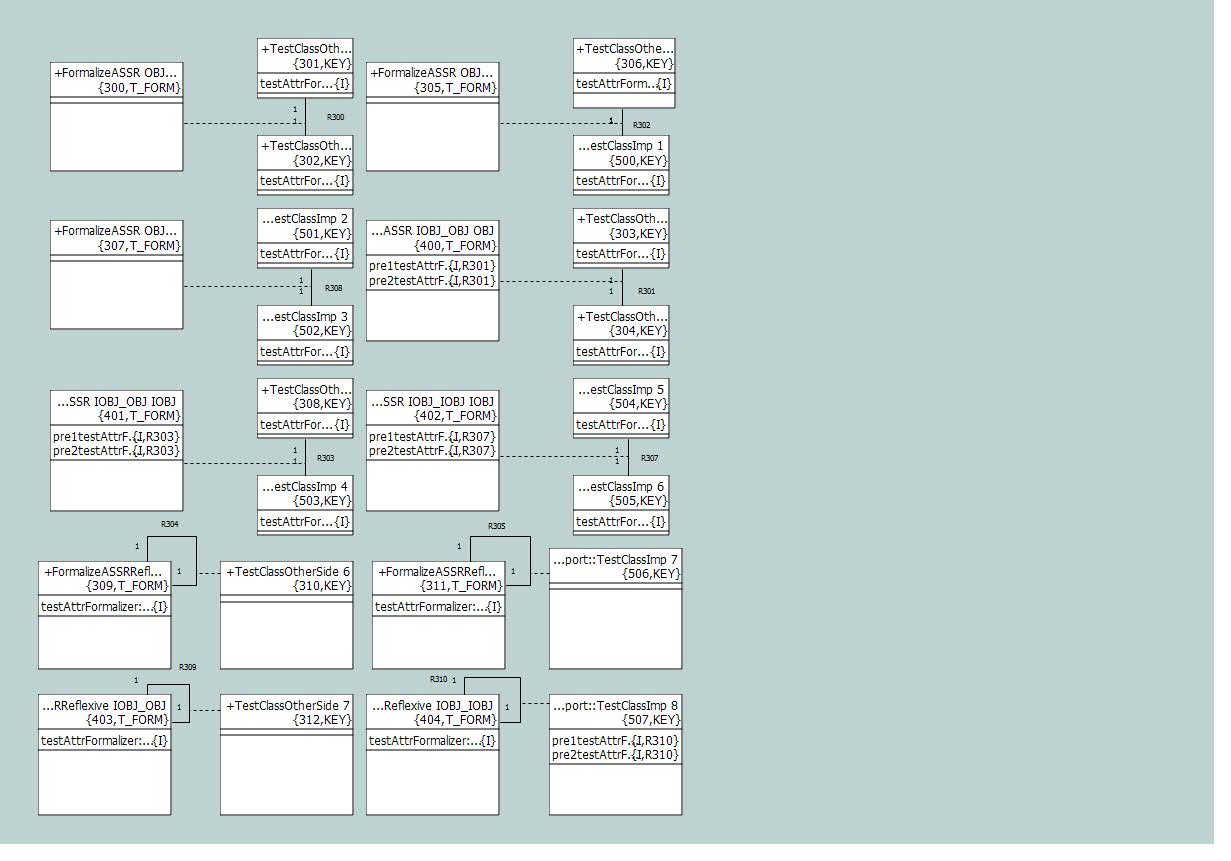 +FormalizeASSR OBJ...
{300,T_FORM}
+TestClassOth...
{301,KEY}
testAttrFor...{I}
1
1
R300
+TestClassOth...
{302,KEY}
testAttrFor...{I}
+FormalizeASSR OBJ...
{305,T_FORM}
+TestClassOthe...
{306,KEY}
testAttrForm...{I}
1
R302
...estClassImp 1
{500,KEY}
testAttrFor...{I}
+FormalizeASSR OBJ...
{307,T_FORM}
...estClassImp 2
{501,KEY}
testAttrFor...{I}
1
1
R308
...estClassImp 3
{502,KEY}
testAttrFor...{I}
...ASSR IOBJ_OBJ OBJ
{400,T_FORM}
pre1testAttrF.{I,R301}
pre2testAttrF.{I,R301}
+TestClassOth...
{303,KEY}
testAttrFor...{I}
1
1
R301
+TestClassOth...
{304,KEY}
testAttrFor...{I}
...SSR IOBJ_OBJ IOBJ
{401,T_FORM}
pre1testAttrF.{I,R303}
pre2testAttrF.{I,R303}
+TestClassOth...
{308,KEY}
testAttrFor...{I}
1
1
R303
...estClassImp 4
{503,KEY}
testAttrFor...{I}
...SSR IOBJ_IOBJ IOBJ
{402,T_FORM}
pre1testAttrF.{I,R307}
pre2testAttrF.{I,R307}
...estClassImp 5
{504,KEY}
testAttrFor...{I}
1
1
R307
...estClassImp 6
{505,KEY}
testAttrFor...{I}
R304
1
1
+FormalizeASSRRefl...
{309,T_FORM}
testAttrFormalizer:...{I}
+TestClassOtherSide 6
{310,KEY}
R305
1
1
+FormalizeASSRRefl...
{311,T_FORM}
testAttrFormalizer:...{I}
...port::TestClassImp 7
{506,KEY}
R309
1
1
...RReflexive IOBJ_OBJ
{403,T_FORM}
testAttrFormalizer:...{I}
+TestClassOtherSide 7
{312,KEY}
R310 1
1
...Reflexive IOBJ_IOBJ
{404,T_FORM}
testAttrFormalizer:...{I}
...port::TestClassImp 8
{507,KEY}
pre1testAttrF.{I,R310}
pre2testAttrF.{I,R310}